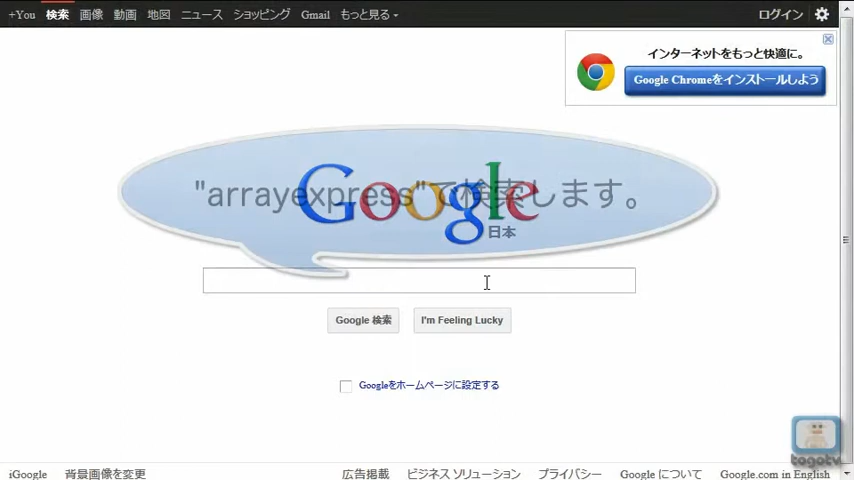 +You 検索 画像 動画 地図 ニュース ショッピング Gmail もっと見る ログイン
インターネットをもっと快適に。
Google Chromeをインストールしよう
"arrayexpress"で検索します。
Google
日本
Google 検索 I'm Feeling Lucky
Googleをホームページに設定する
togotv
iGoogle 背景画像を変更 広告掲載 ビジネス ソリューション プライバシー Google について Google.com in English